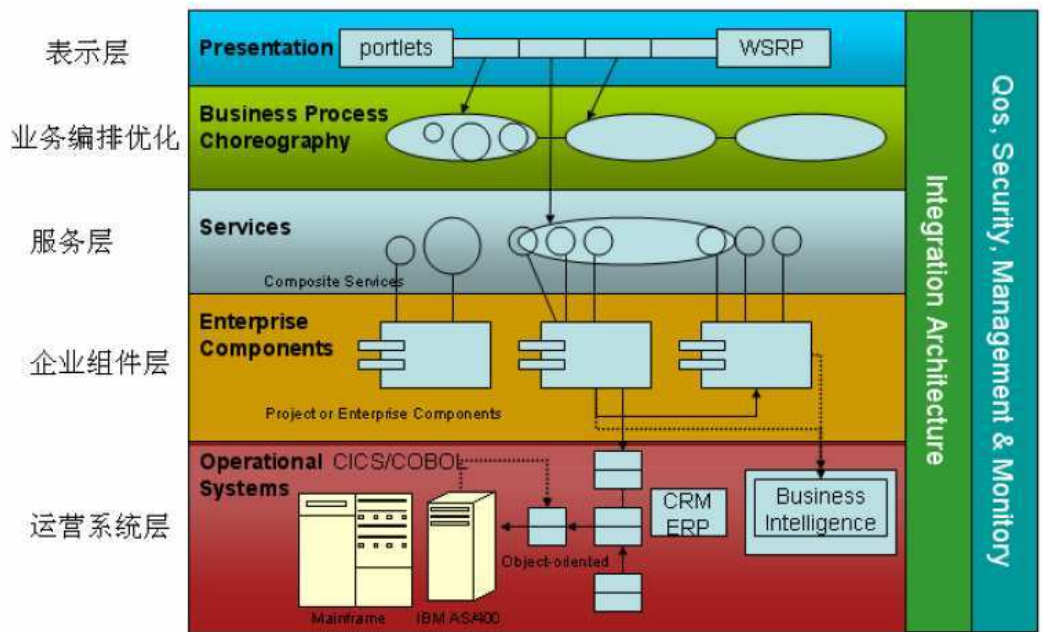 表示层
Presentation
portlets
WSRP
业务编排优化
Business Process
Choreography
服务层
Services
Composite Services
企业组件层
Enterprise
Components
Project or Enterprise Components
运营系统层
Operational CICS/COBOL
Systems
CRM
ERP
Business
Intelligence
Object-oriented
Mainframe
IBM AS/400
Integration Architecture
Qos, Security, Management & Monitory